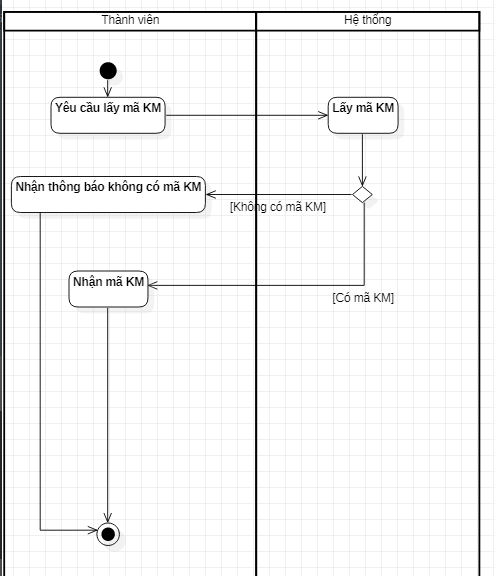 Thành viên
Hệ thống
Yêu cầu lấy mã KM
Lấy mã KM
Nhận thông báo không có mã KM
[Không có mã KM]
Nhận mã KM
[Có mã KM]